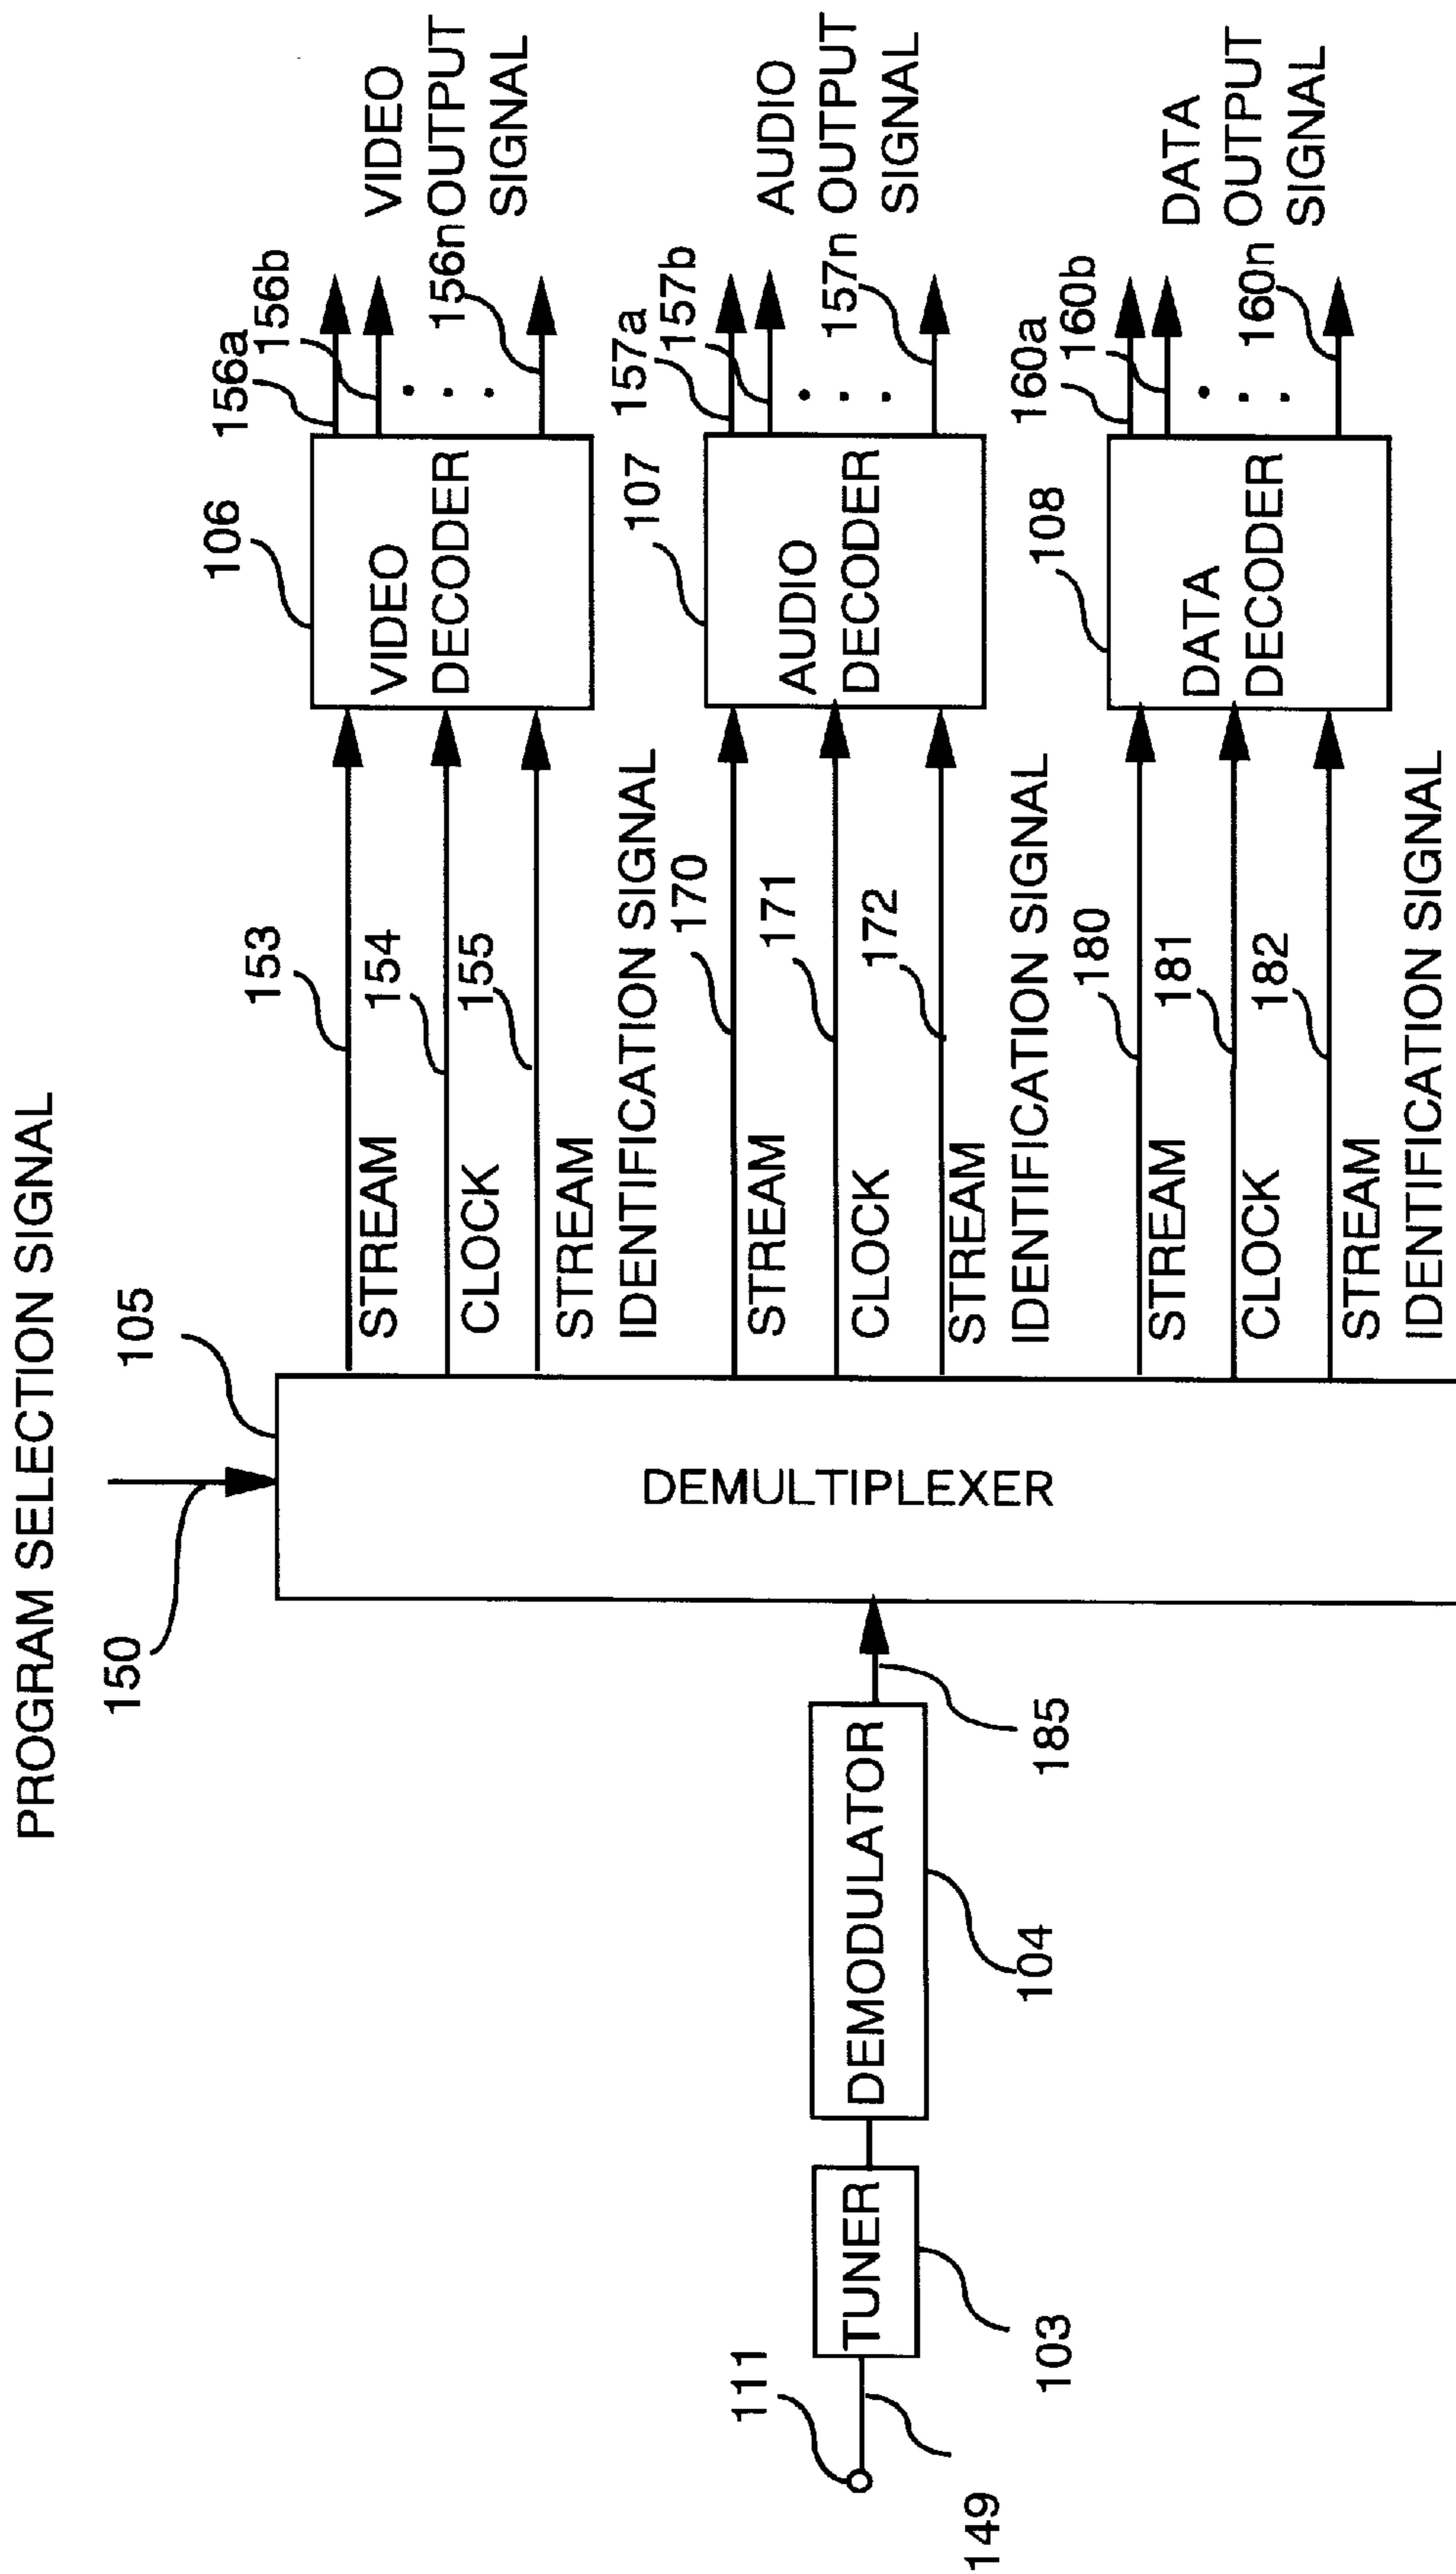 PROGRAM SELECTION SIGNAL
150
105
DEMULTIPLEXER
111
149
TUNER
103
DEMODULATOR
104
185
153
STREAM
154
CLOCK
155
STREAM
IDENTIFICATION SIGNAL
106
VIDEO
DECODER
156a
156b
156n
VIDEO
OUTPUT
SIGNAL
170
STREAM
171
CLOCK
172
STREAM
IDENTIFICATION SIGNAL
107
AUDIO
DECODER
157a
157b
157n
AUDIO
OUTPUT
SIGNAL
180
STREAM
181
CLOCK
182
STREAM
IDENTIFICATION SIGNAL
108
DATA
DECODER
160a
160b
160n
DATA
OUTPUT
SIGNAL